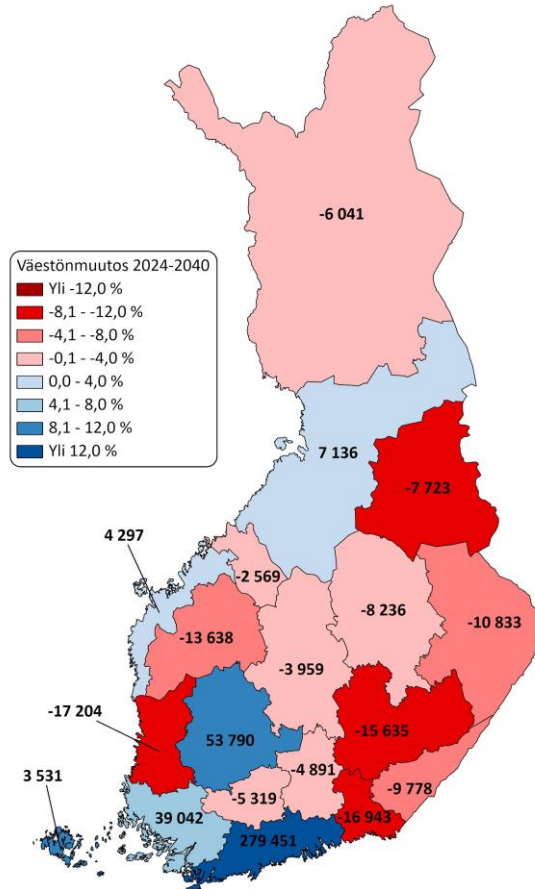 -6 041
Väestönmuutos 2024-2040
Yli -12,0 %
-8,1 - -12,0 %
-4,1 - -8,0 %
-0,1 - -4,0 %
0,0 - 4,0 %
4,1 - 8,0 %
8,1 - 12,0 %
Yli 12,0 %
7 136
-7 723
4 297
-2 569
-8 236
-10 833
-13 638
-3 959
-17 204
53 790
-15 635
3 531
-4 891
-9 778
-5 319
39 042
-16 943
279 451